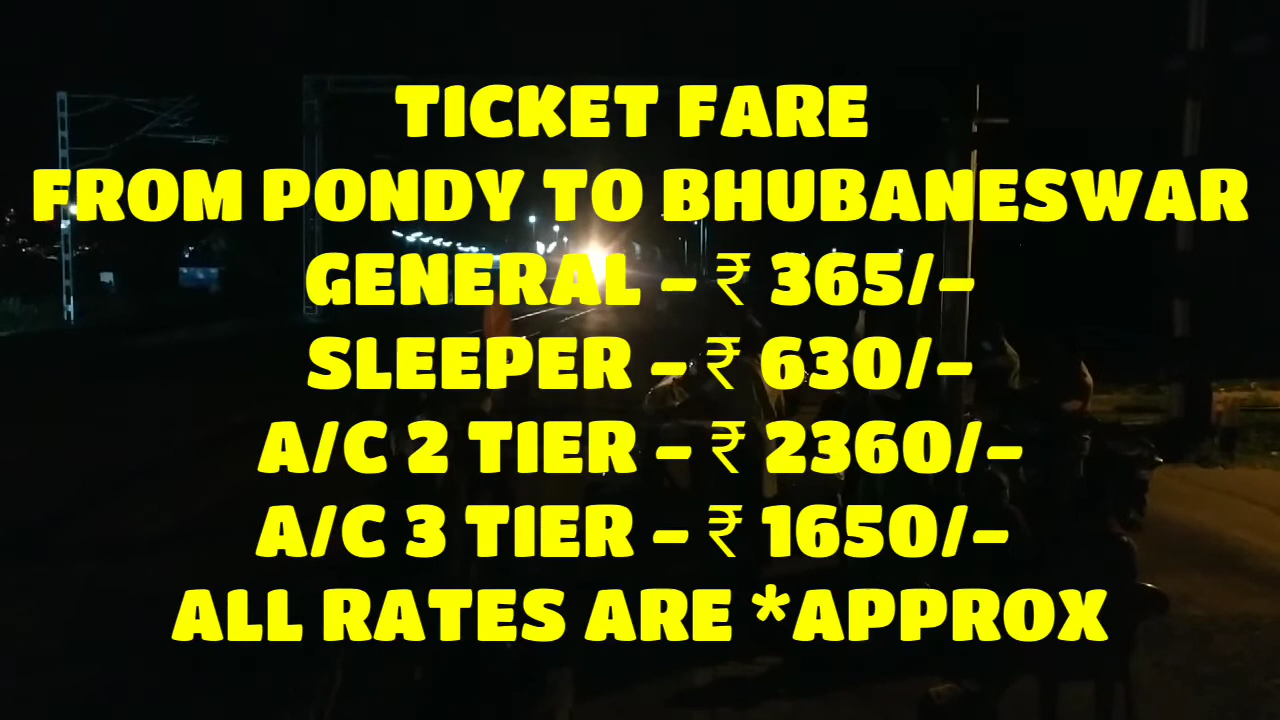 TICKET FARE
FROM PONDY TO BHUBANESWAR
GENERAL - ₹ 365/-
SLEEPER - ₹ 630/-
A/C 2 TIER - ₹ 2360/-
A/C 3 TIER - ₹ 1650/-
ALL RATES ARE *APPROX